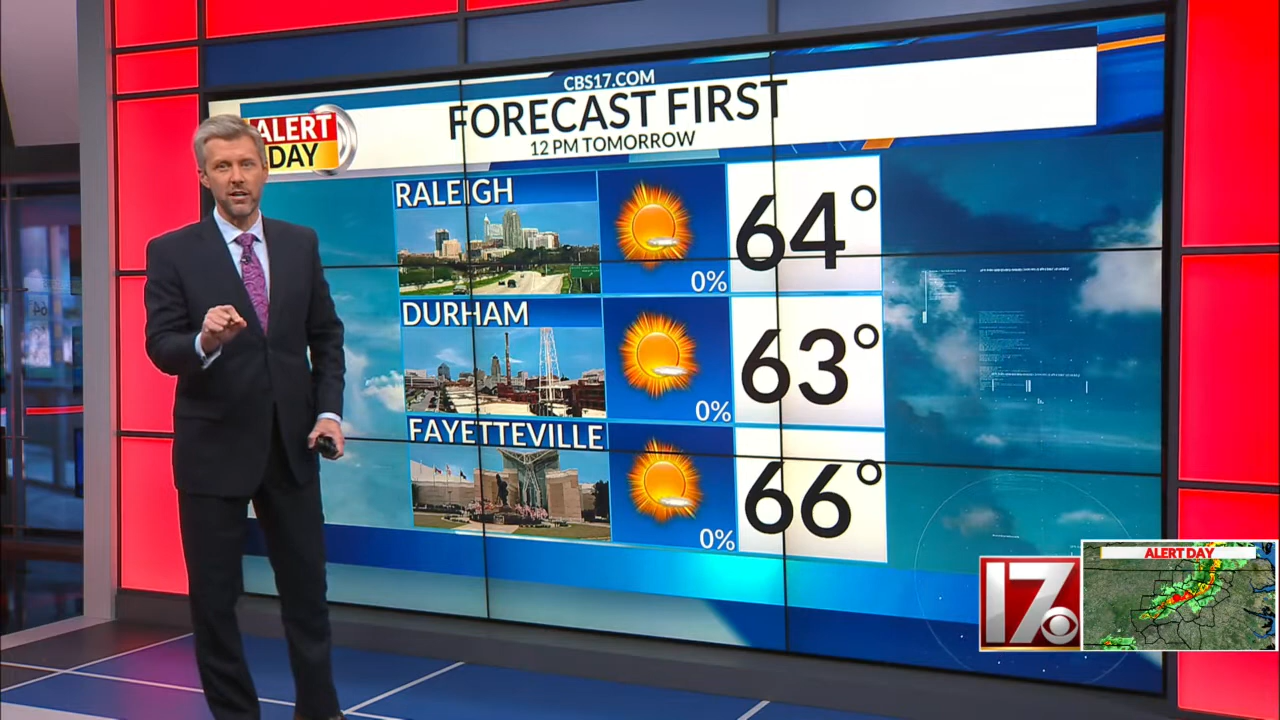 CBS17.COM
FORECAST FIRST
12 PM TOMORROW
ALERT
DAY
RALEIGH
0%
64°
DURHAM
0%
63°
FAYETTEVILLE
0%
66°
17
ALERT DAY